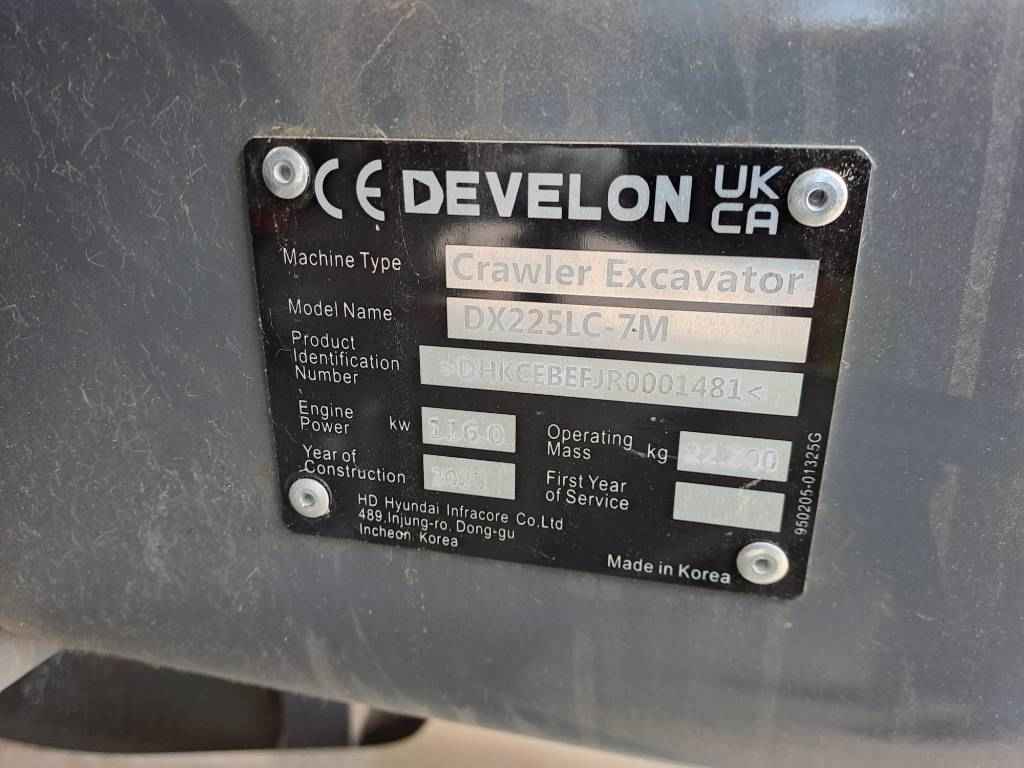 CE DEVELON UK
CA
Machine Type Crawler Excavator
Model Name DX225LC-7M
Product
Identification
Number DHKCEBEFJR0001481<
Engine
Power kw
Operating
Mass kg
Year of
Construction
First Year
of Service
HD Hyundai Infracore Co.Ltd
489, Injung-ro, Dong-gu
Incheon Korea
Made in Korea
950205-01325G